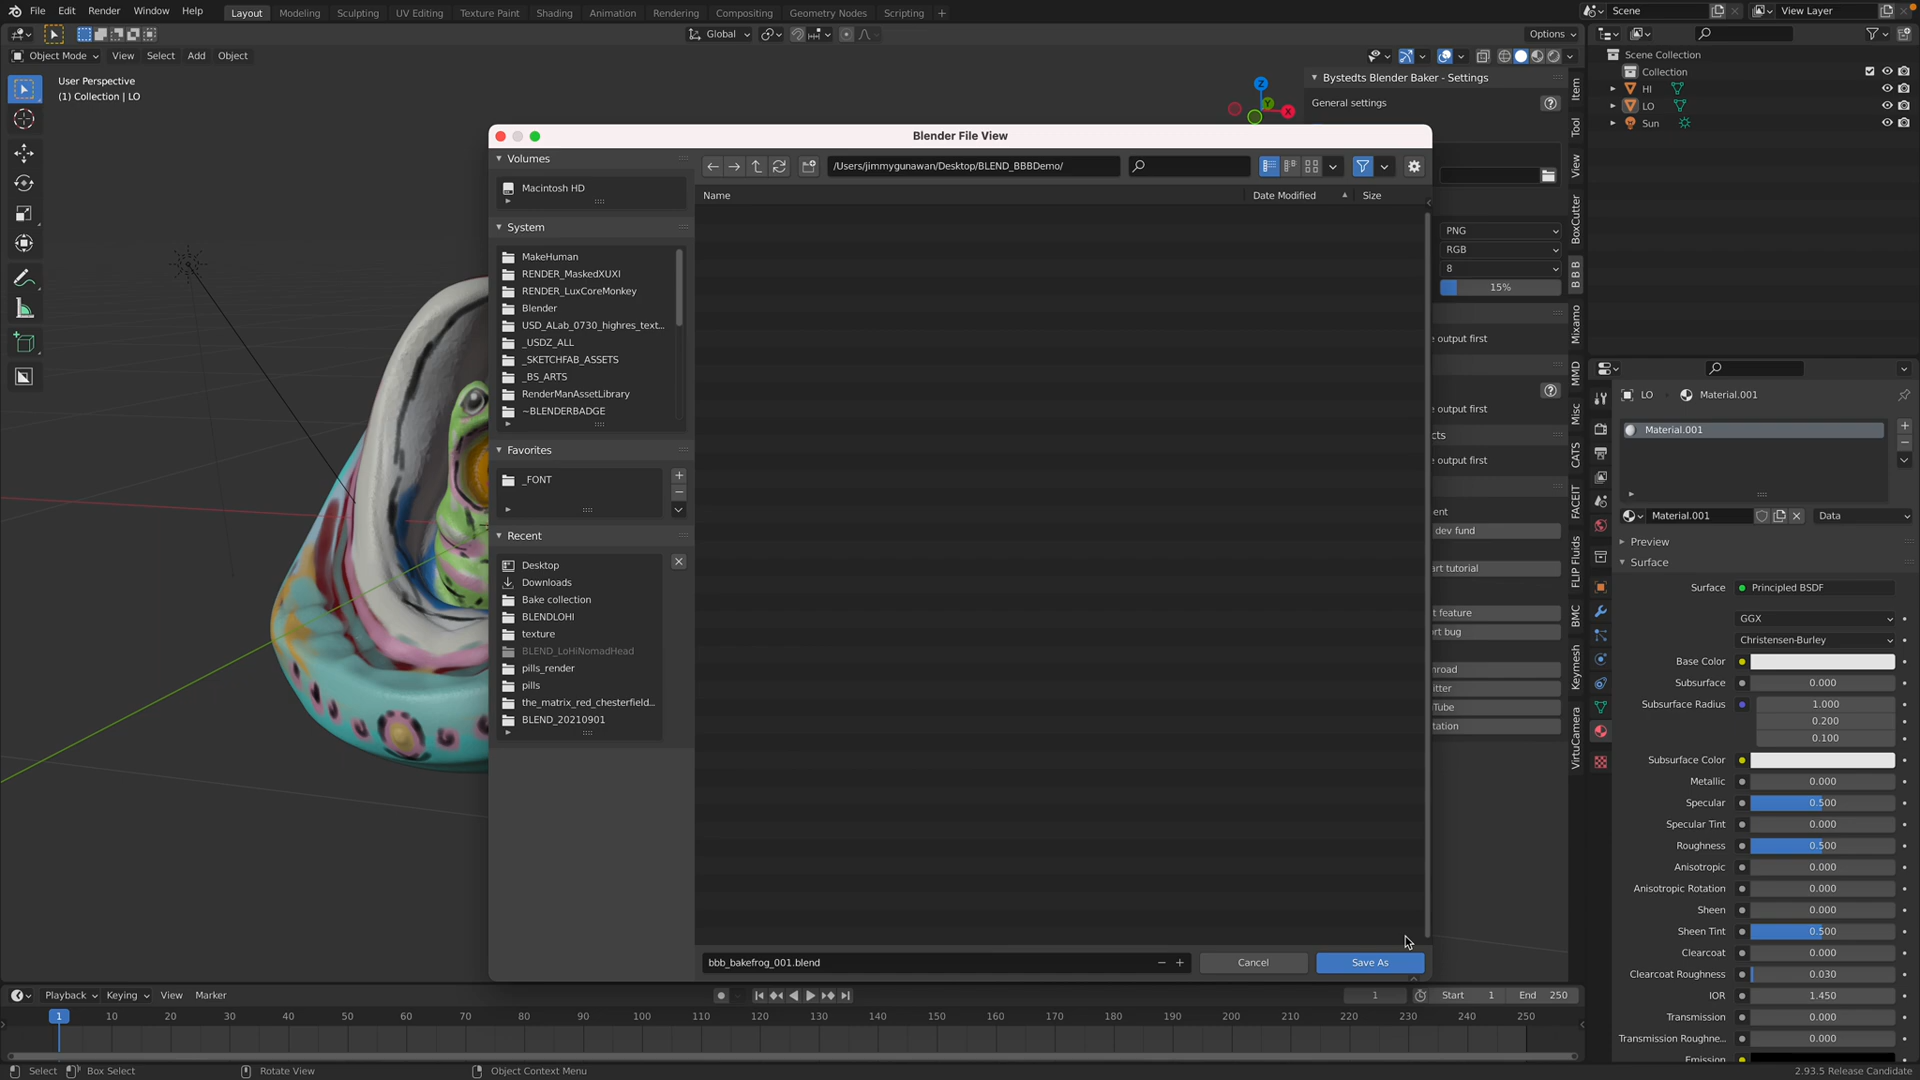 File Edit Render Window Help Layout Modeling Sculpting UV Editing Texture Paint Shading Animation Rendering Compositing Geometry Nodes Scripting + Scene View Layer
Global Options
Object Mode View Select Add Object
User Perspective
(1) Collection | LO
Z
Y
X
Bystedts Blender Baker - Settings
General settings
PNG
RGB
8
15%
output first
output first
cts
output first
ent
dev fund
art tutorial
t feature
ort bug
nroad
itter
Tube
tation
Item
Tool
View
BoxCutter
B B B
Mixamo
MMD
Misc
CATS
FACEIT
FLIP Fluids
BMC
Keymesh
VirtuCamera
Blender File View
Volumes
Macintosh HD
System
MakeHuman
RENDER_MaskedXUXI
RENDER_LuxCoreMonkey
Blender
USD_ALab_0730_highres_text...
_USDZ_ALL
_SKETCHFAB_ASSETS
_BS_ARTS
RenderManAssetLibrary
~BLENDERBADGE
Favorites
_FONT
Recent
Desktop
Downloads
Bake collection
BLENDLOHI
texture
BLEND_LoHiNomadHead
pills_render
pills
the_matrix_red_chesterfield...
BLEND_20210901
/Users/jimmygunawan/Desktop/BLEND_BBBDemo/
Name Date Modified Size
bbb_bakefrog_001.blend Cancel Save As
Scene Collection
Collection
HI
LO
Sun
LO Material.001
Material.001
Material.001 Data
Preview
Surface
Surface Principled BSDF
GGX
Christensen-Burley
Base Color
Subsurface 0.000
Subsurface Radius 1.000
0.200
0.100
Subsurface Color
Metallic 0.000
Specular 0.500
Specular Tint 0.000
Roughness 0.500
Anisotropic 0.000
Anisotropic Rotation 0.000
Sheen 0.000
Sheen Tint 0.500
Clearcoat 0.000
Clearcoat Roughness 0.030
IOR 1.450
Transmission 0.000
Transmission Roughne... 0.000
Emission
Playback Keying View Marker 1 Start 1 End 250
1 10 20 30 40 50 60 70 80 90 100 110 120 130 140 150 160 170 180 190 200 210 220 230 240 250
Select Box Select Rotate View Object Context Menu 2.93.5 Release Candidate